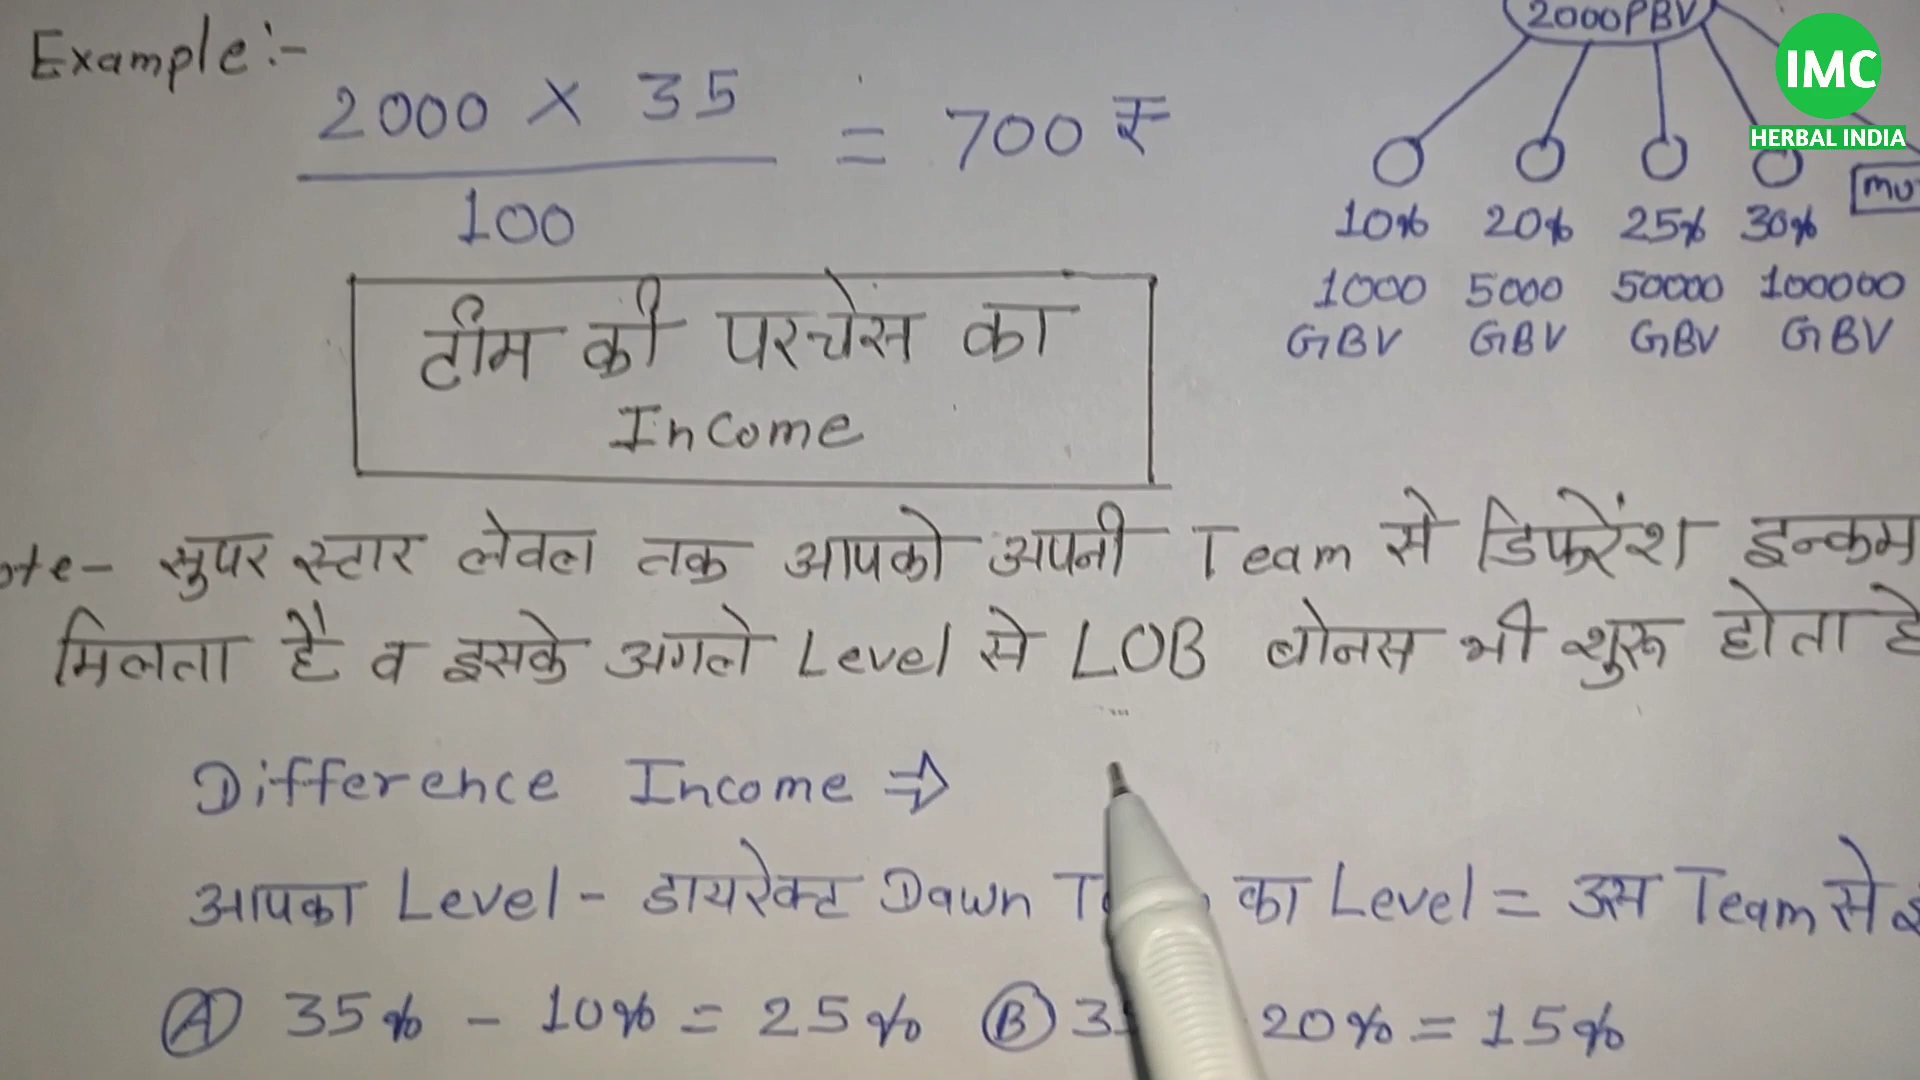 Example:-
2000 × 35
100
= 700 ₹
2000PBV
IMC
HERBAL INDIA
10% 20% 25% 30%
1000 5000 50000 100000
GBV GBV GBV GBV
टीम की परचेस का
Income
सुपर स्टार लेवल तक आपको अपनी Team से डिफरेंश इन्कम
मिलता है व इसके अगले Level से LOB बोनस भी शुरू होता है
Difference Income ⇒
आपका Level - डायरेक्ट Dawn का Level = उस Team से
Ⓐ 35% - 10% = 25% Ⓑ 20% = 15%